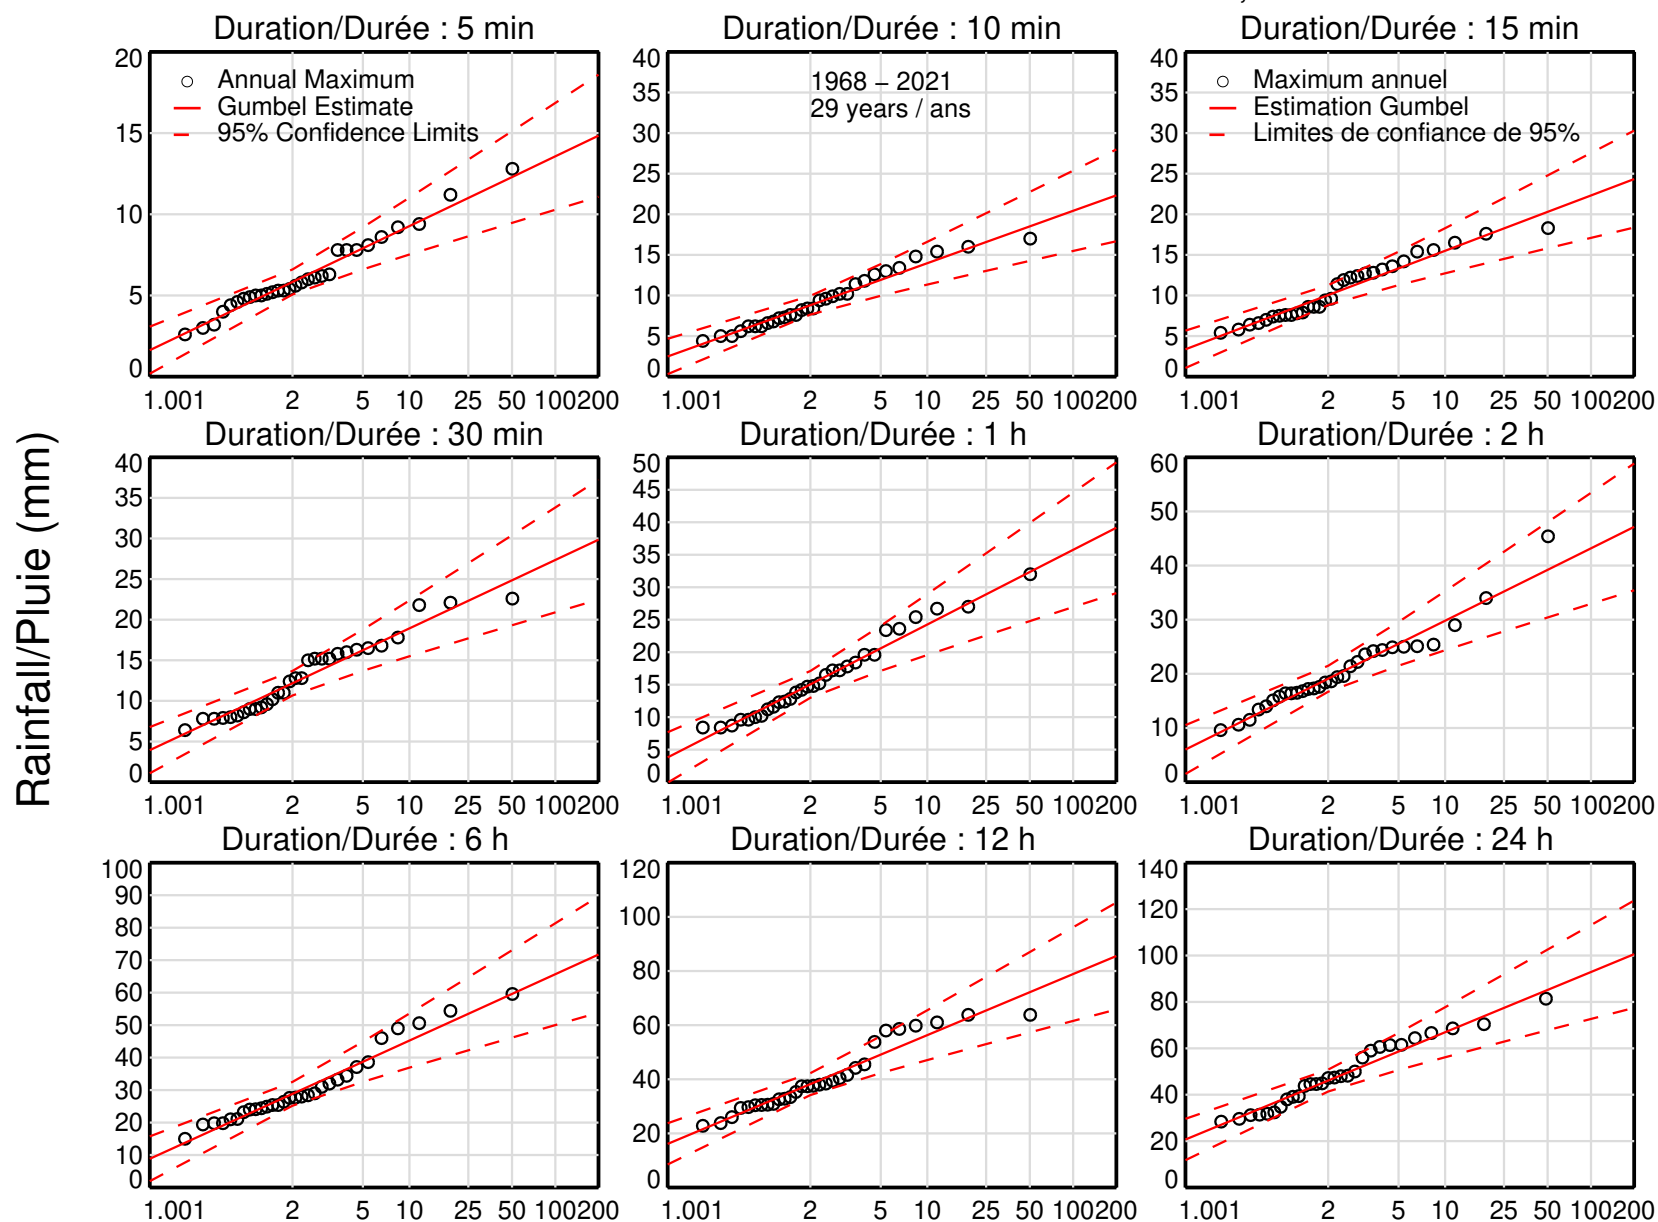 Duration/Durée : 5 min
Duration/Durée : 10 min
Duration/Durée : 15 min
20
15
10
5
0
Annual Maximum
Gumbel Estimate
95% Confidence Limits
1.001 2 5 10 25 50 100200
40
35
30
25
20
15
10
5
0
1968 – 2021
29 years / ans
1.001 2 5 10 25 50 100200
40
35
30
25
20
15
10
5
0
Maximum annuel
Estimation Gumbel
Limites de confiance de 95%
1.001 2 5 10 25 50 100200
Rainfall/Pluie (mm)
Duration/Durée : 30 min
Duration/Durée : 1 h
Duration/Durée : 2 h
40
35
30
25
20
15
10
5
0
1.001 2 5 10 25 50 100200
50
45
40
35
30
25
20
15
10
5
0
1.001 2 5 10 25 50 100200
60
50
40
30
20
10
0
1.001 2 5 10 25 50 100200
Duration/Durée : 6 h
Duration/Durée : 12 h
Duration/Durée : 24 h
100
90
80
70
60
50
40
30
20
10
0
1.001 2 5 10 25 50 100200
120
100
80
60
40
20
0
1.001 2 5 10 25 50 100200
140
120
100
80
60
40
20
0
1.001 2 5 10 25 50 100200